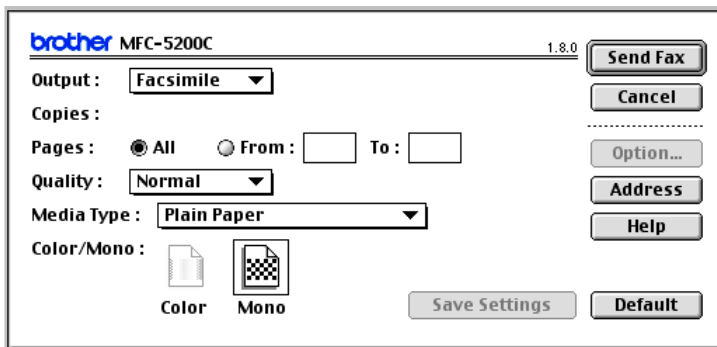 brother MFC-5200C 1.8.0
Output : Facsimile
Copies :
Pages : All From : To :
Quality : Normal
Media Type : Plain Paper
Color/Mono :
Color Mono
Send Fax
Cancel
Option...
Address
Help
Save Settings Default